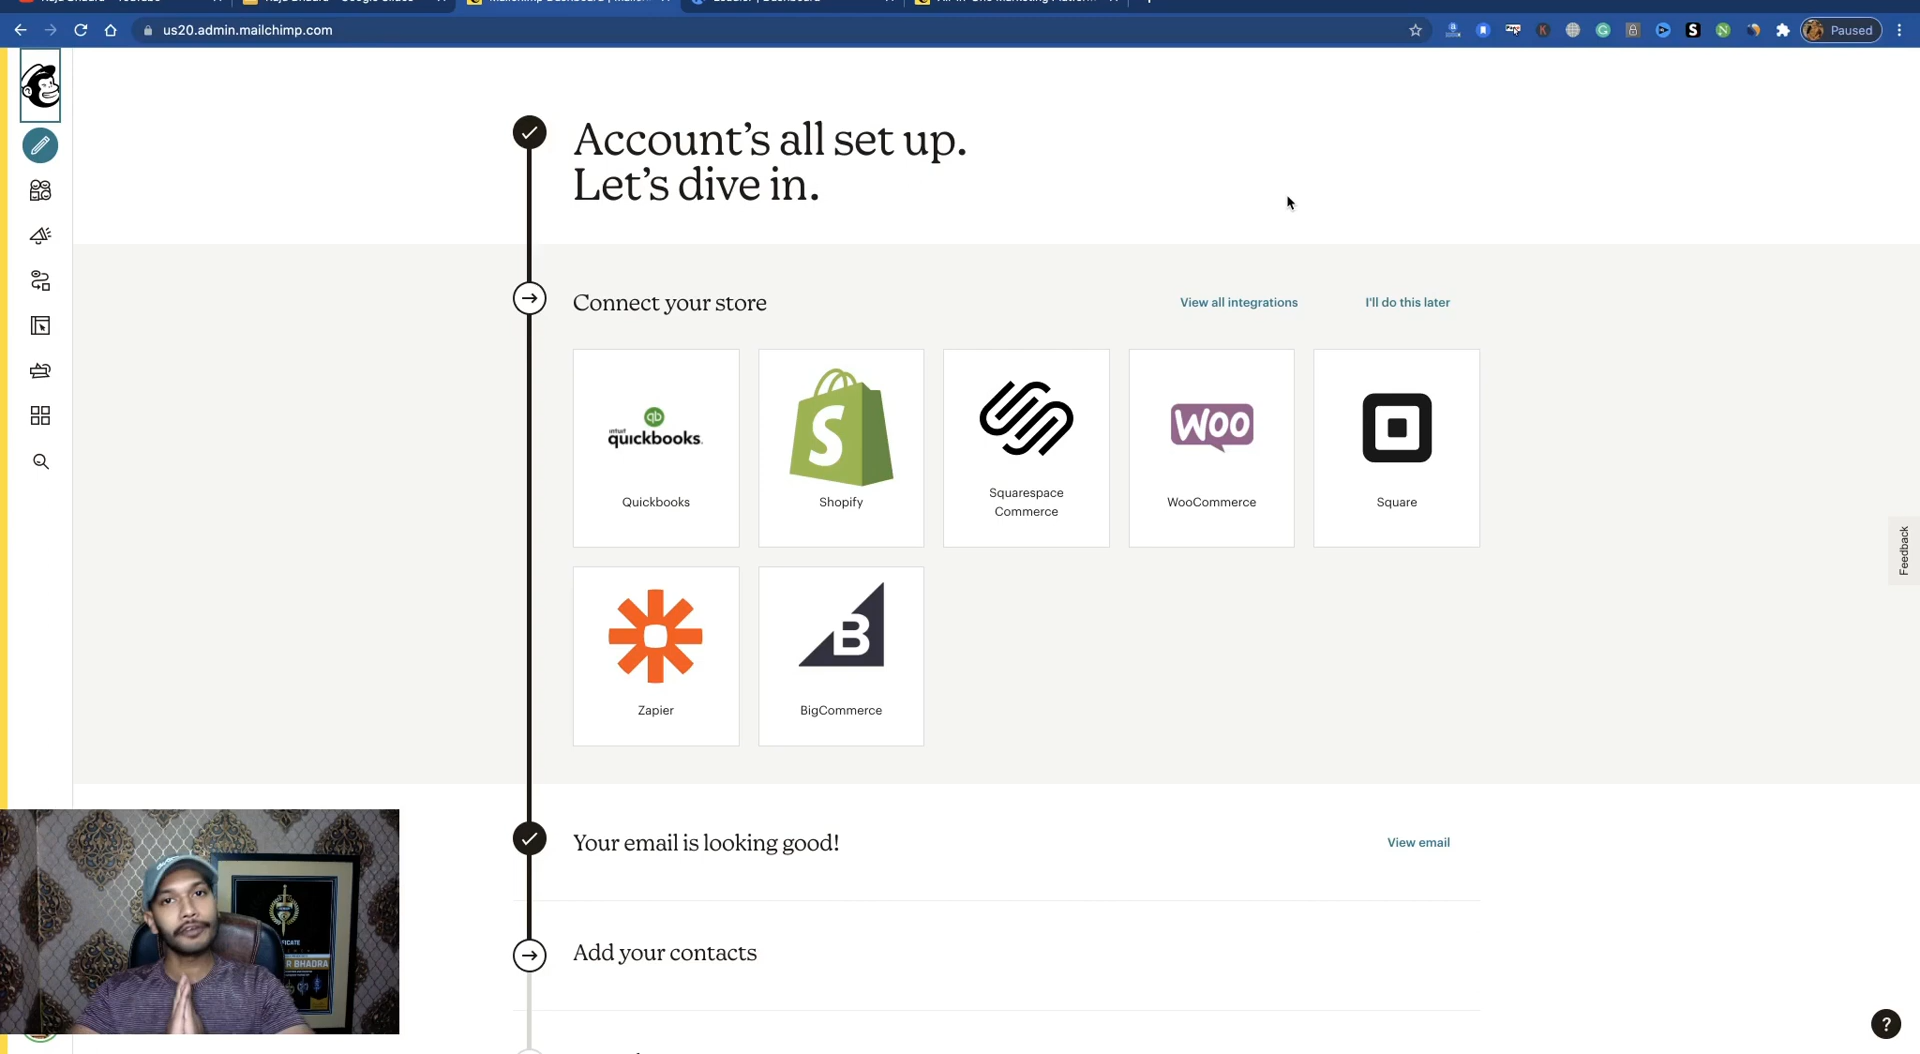 us20.admin.mailchimp.com
Paused
Account's all set up.
Let's dive in.
Connect your store
View all integrations
I'll do this later
intuit
quickbooks.
Quickbooks
S
Shopify
Squarespace
Commerce
WOO
WooCommerce
Square
Zapier
B
BigCommerce
Feedback
Your email is looking good!
View email
Add your contacts
R BHADRA
?